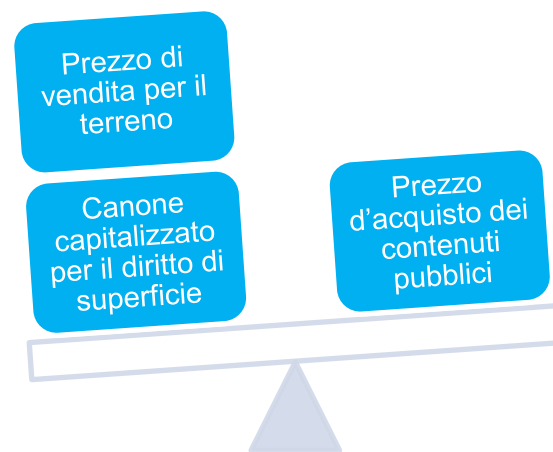 Prezzo di
vendita per il
terreno
Canone
capitalizzato
per il diritto di
superficie
Prezzo
d'acquisto dei
contenuti
pubblici